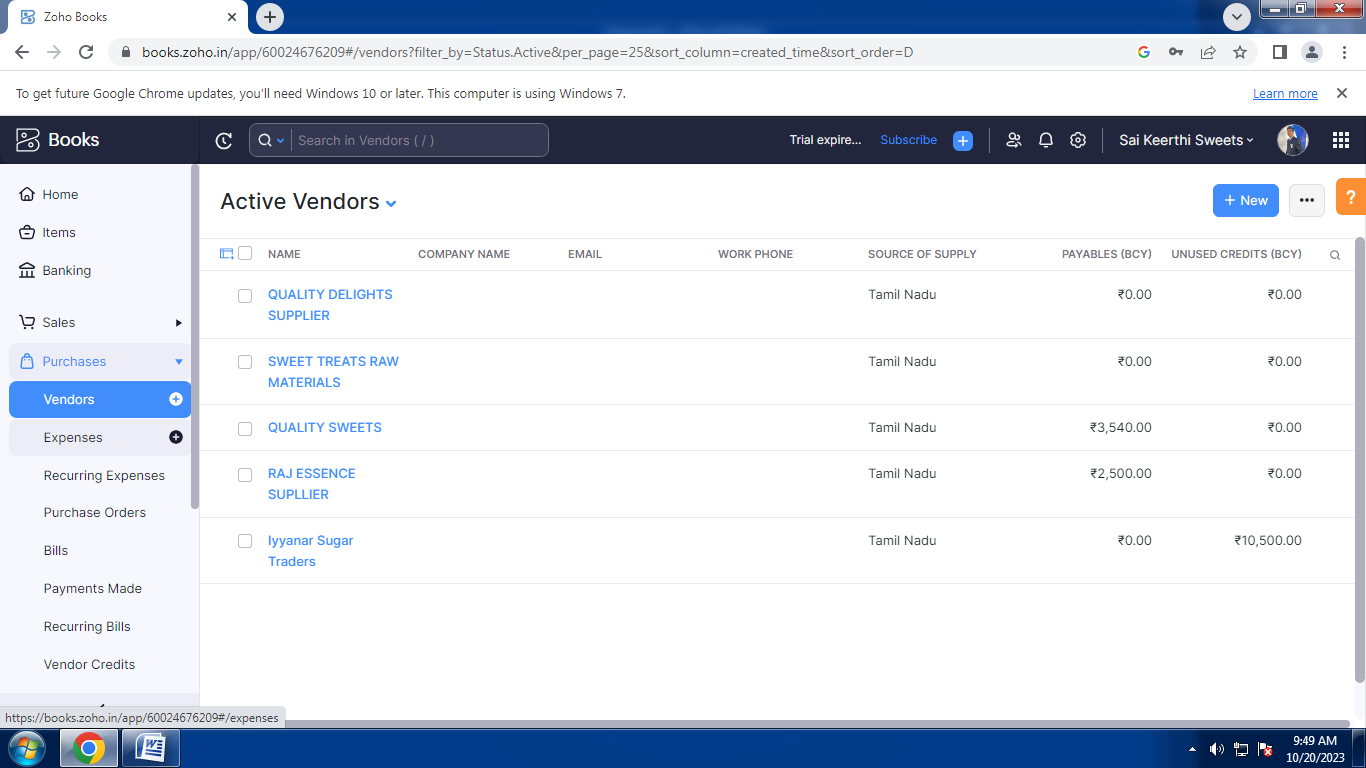 Zoho Books
books.zoho.in/app/60024676209#/vendors?filter_by=Status.Active&per_page=25&sort_column=created_time&sort_order=D
To get future Google Chrome updates, you'll need Windows 10 or later. This computer is using Windows 7.
Learn more
Books
Search in Vendors ( / )
Trial expire...
Subscribe
Sai Keerthi Sweets
Home
Items
Banking
Sales
Purchases
Vendors
Expenses
Recurring Expenses
Purchase Orders
Bills
Payments Made
Recurring Bills
Vendor Credits
Active Vendors
+ New
?
NAME COMPANY NAME EMAIL WORK PHONE SOURCE OF SUPPLY PAYABLES (BCY) UNUSED CREDITS (BCY)
QUALITY DELIGHTS Tamil Nadu ₹0.00 ₹0.00
SUPPLIER
SWEET TREATS RAW Tamil Nadu ₹0.00 ₹0.00
MATERIALS
QUALITY SWEETS Tamil Nadu ₹3,540.00 ₹0.00
RAJ ESSENCE Tamil Nadu ₹2,500.00 ₹0.00
SUPLLIER
Iyyanar Sugar Tamil Nadu ₹0.00 ₹10,500.00
Traders
https://books.zoho.in/app/60024676209#/expenses
9:49 AM
10/20/2023